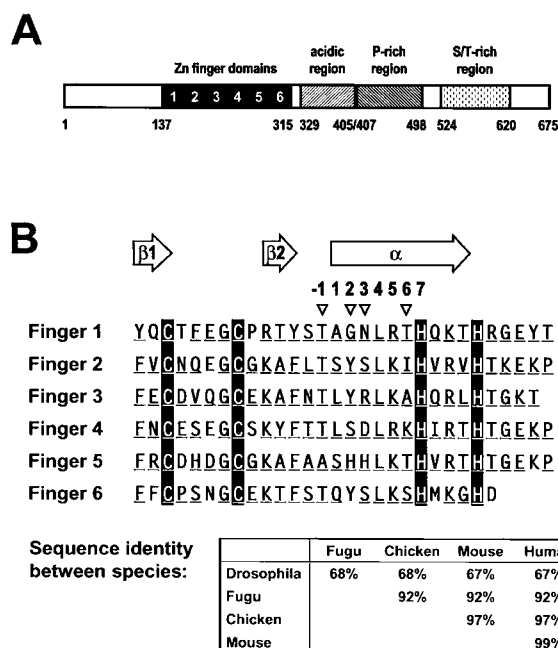 A
acidic region
P-rich region
S/T-rich region
Zn finger domains
1 2 3 4 5 6
1 137 315 329 405/407 498 524 620 675
B
β1 β2 α
-1 1 2 3 4 5 6 7
Finger 1 YQCTFEGCPRTYSTAGNLRTHQKTHRGEYT
Finger 2 FVCNQEGCGKAFLTSYSLKIHVRVHTKEKP
Finger 3 FECDVQGCEKAFNTLYRLKAHQRLHTGKT
Finger 4 FNCESEGCSKYFTTLSDLRKHIRTHTGEKP
Finger 5 FRCDHDGCGKAFAASHHLKTHVRTHTGEKP
Finger 6 FFCPSNGCEKTFSTQYSLKSHMKGHD
Sequence identity between species:
Fugu Chicken Mouse Huma
Drosophila 68% 68% 67% 67%
Fugu 92% 92% 92%
Chicken 97% 97%
Mouse 99%